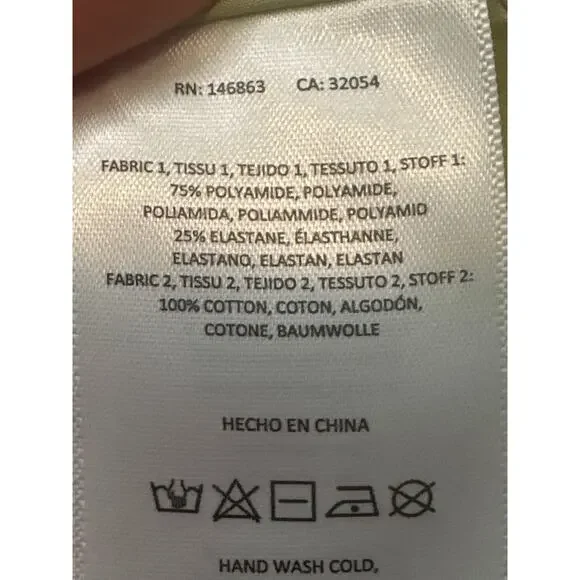 RN: 146863 CA: 32054
FABRIC 1, TISSU 1, TEJIDO 1, TESSUTO 1, STOFF 1:
75% POLYAMIDE, POLYAMIDE,
POLIAMIDA, POLIAMMIDE, POLYAMID
25% ELASTANE, ÉLASTHANNE,
ELASTANO, ELASTAN, ELASTAN
FABRIC 2, TISSU 2, TEJIDO 2, TESSUTO 2, STOFF 2:
100% COTTON, COTON, ALGODÓN,
COTONE, BAUMWOLLE
HECHO EN CHINA
HAND WASH COLD,